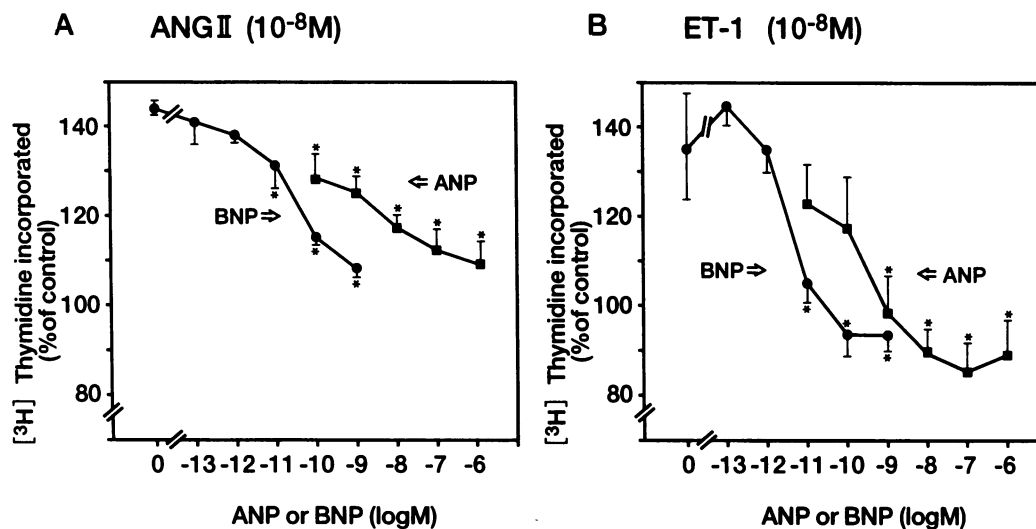 A ANGⅡ (10⁻⁸M)
[³H] Thymidine incorporated
(%of control)
140
120
100
80
* * * * *
* * *
⇐ ANP
BNP⇒
0 -13 -12 -11 -10 -9 -8 -7 -6
ANP or BNP (logM)
B ET-1 (10⁻⁸M)
[³H] Thymidine incorporated
(%of control)
140
120
100
80
BNP⇒
⇐ANP
* * * *
* * *
0 -13 -12 -11 -10 -9 -8 -7 -6
ANP or BNP (logM)